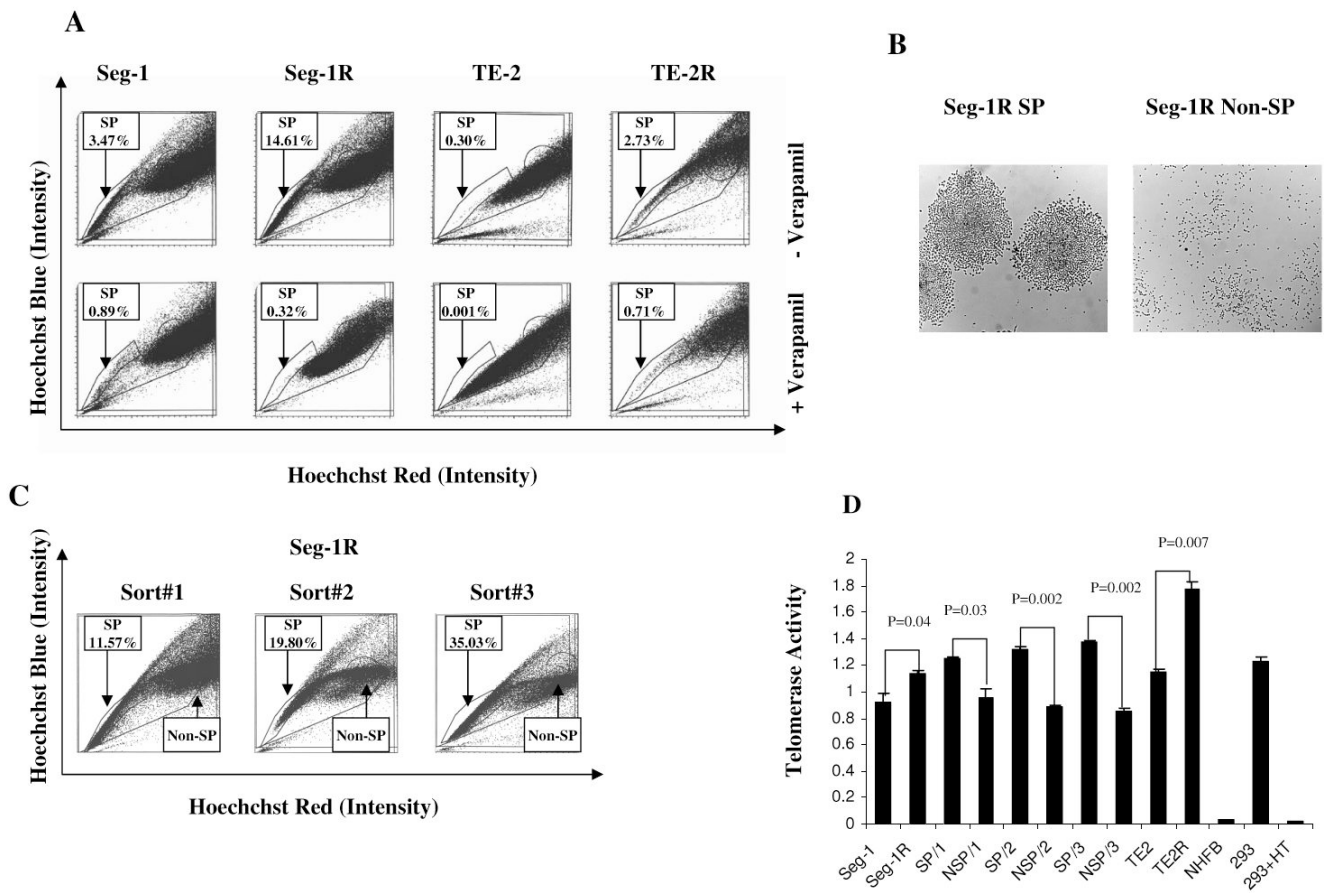 A
Seg-1
Seg-1R
TE-2
TE-2R
SP
3.47%
SP
14.61%
SP
0.30%
SP
2.73%
- Verapamil
SP
0.89%
SP
0.32%
SP
0.001%
SP
0.71%
+ Verapamil
Hoechchst Blue (Intensity)
Hoechchst Red (Intensity)
B
Seg-1R SP
Seg-1R Non-SP
C
Seg-1R
Sort#1
Sort#2
Sort#3
SP
11.57%
SP
19.80%
SP
35.03%
Non-SP
Non-SP
Non-SP
Hoechchst Blue (Intensity)
Hoechchst Red (Intensity)
D
Telomerase Activity
2
1.8
1.6
1.4
1.2
1
0.8
0.6
0.4
0.2
0
P=0.04
P=0.03
P=0.002
P=0.002
P=0.007
Seg-1
Seg-1R
SP/1
NSP/1
SP/2
NSP/2
SP/3
NSP/3
TE2
TE2R
NHFB
293
293+HT